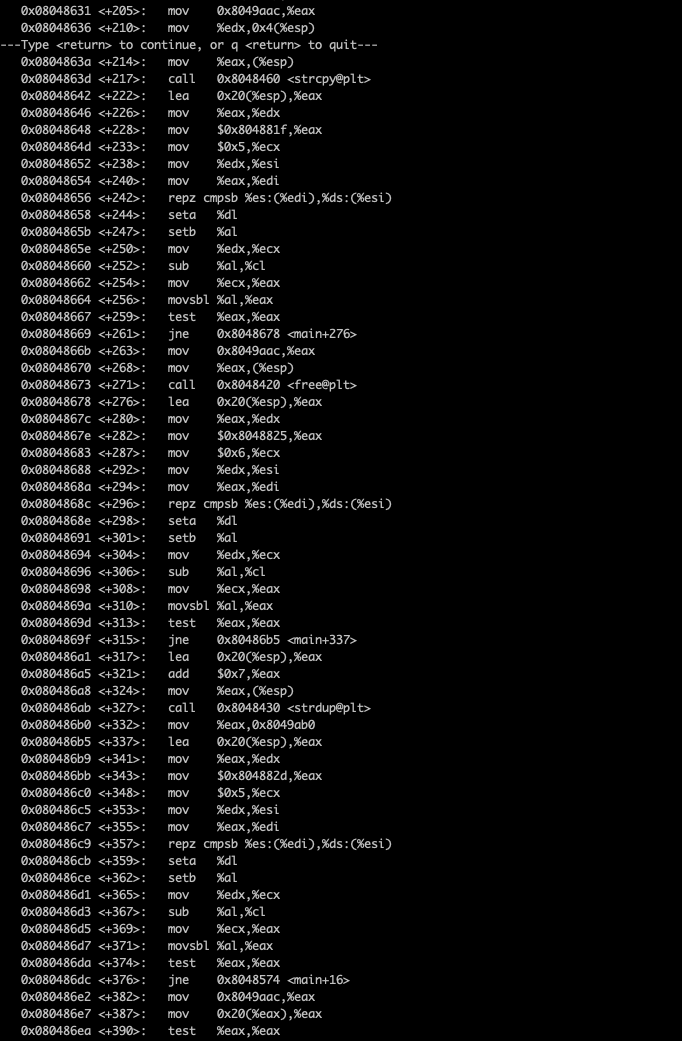 0x08048631 <+205>: mov 0x8049aac,%eax
0x08048636 <+210>: mov %edx,0x4(%esp)
---Type <return> to continue, or q <return> to quit---
0x0804863a <+214>: mov %eax,(%esp)
0x0804863d <+217>: call 0x8048460 <strcpy@plt>
0x08048642 <+222>: lea 0x20(%esp),%eax
0x08048646 <+226>: mov %eax,%edx
0x08048648 <+228>: mov $0x804881f,%eax
0x0804864d <+233>: mov $0x5,%ecx
0x08048652 <+238>: mov %edx,%esi
0x08048654 <+240>: mov %eax,%edi
0x08048656 <+242>: repz cmpsb %es:(%edi),%ds:(%esi)
0x08048658 <+244>: seta %dl
0x0804865b <+247>: setb %al
0x0804865e <+250>: mov %edx,%ecx
0x08048660 <+252>: sub %al,%cl
0x08048662 <+254>: mov %ecx,%eax
0x08048664 <+256>: movsbl %al,%eax
0x08048667 <+259>: test %eax,%eax
0x08048669 <+261>: jne 0x8048678 <main+276>
0x0804866b <+263>: mov 0x8049aac,%eax
0x08048670 <+268>: mov %eax,(%esp)
0x08048673 <+271>: call 0x8048420 <free@plt>
0x08048678 <+276>: lea 0x20(%esp),%eax
0x0804867c <+280>: mov %eax,%edx
0x0804867e <+282>: mov $0x8048825,%eax
0x08048683 <+287>: mov $0x6,%ecx
0x08048688 <+292>: mov %edx,%esi
0x0804868a <+294>: mov %eax,%edi
0x0804868c <+296>: repz cmpsb %es:(%edi),%ds:(%esi)
0x0804868e <+298>: seta %dl
0x08048691 <+301>: setb %al
0x08048694 <+304>: mov %edx,%ecx
0x08048696 <+306>: sub %al,%cl
0x08048698 <+308>: mov %ecx,%eax
0x0804869a <+310>: movsbl %al,%eax
0x0804869d <+313>: test %eax,%eax
0x0804869f <+315>: jne 0x80486b5 <main+337>
0x080486a1 <+317>: lea 0x20(%esp),%eax
0x080486a5 <+321>: add $0x7,%eax
0x080486a8 <+324>: mov %eax,(%esp)
0x080486ab <+327>: call 0x8048430 <strdup@plt>
0x080486b0 <+332>: mov %eax,0x8049ab0
0x080486b5 <+337>: lea 0x20(%esp),%eax
0x080486b9 <+341>: mov %eax,%edx
0x080486bb <+343>: mov $0x804882d,%eax
0x080486c0 <+348>: mov $0x5,%ecx
0x080486c5 <+353>: mov %edx,%esi
0x080486c7 <+355>: mov %eax,%edi
0x080486c9 <+357>: repz cmpsb %es:(%edi),%ds:(%esi)
0x080486cb <+359>: seta %dl
0x080486ce <+362>: setb %al
0x080486d1 <+365>: mov %edx,%ecx
0x080486d3 <+367>: sub %al,%cl
0x080486d5 <+369>: mov %ecx,%eax
0x080486d7 <+371>: movsbl %al,%eax
0x080486da <+374>: test %eax,%eax
0x080486dc <+376>: jne 0x8048574 <main+16>
0x080486e2 <+382>: mov 0x8049aac,%eax
0x080486e7 <+387>: mov 0x20(%eax),%eax
0x080486ea <+390>: test %eax,%eax